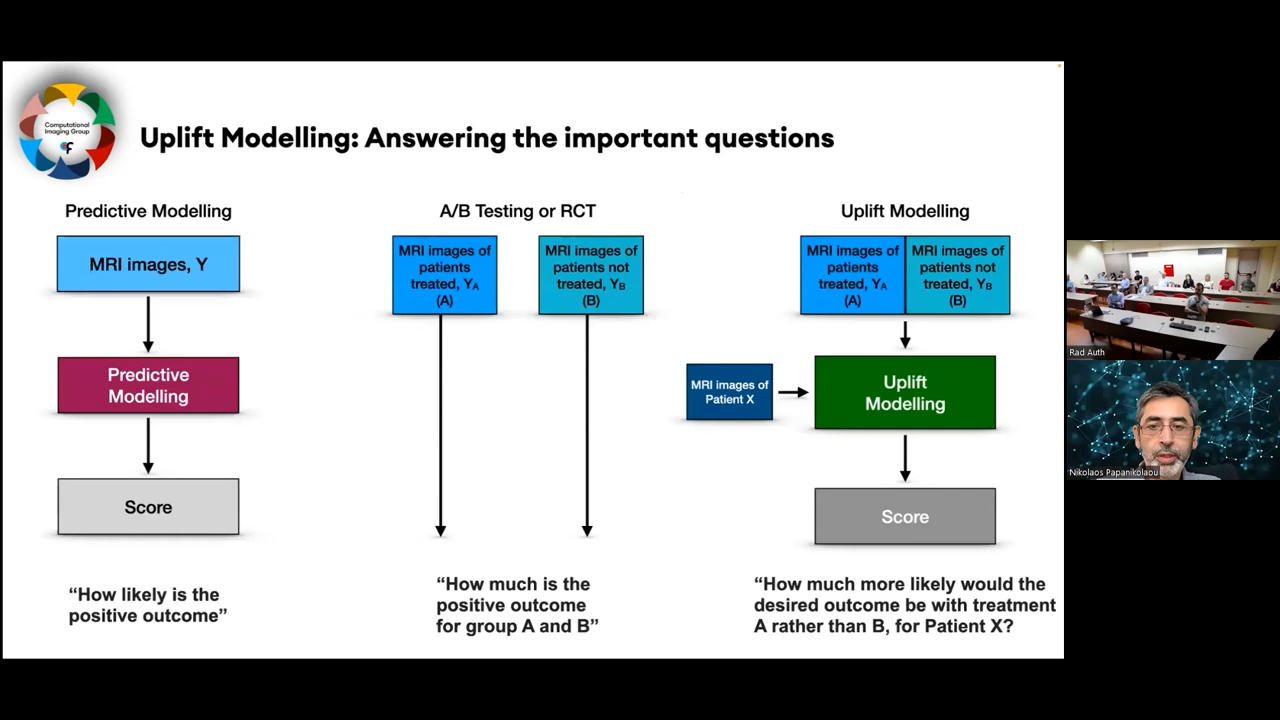 Computational
Imaging Group
cf
Uplift Modelling: Answering the important questions
Predictive Modelling
MRI images, Y
Predictive
Modelling
Score
“How likely is the
positive outcome”
A/B Testing or RCT
MRI images of
patients
treated, YA
(A)
MRI images of
patients not
treated, YB
(B)
“How much is the
positive outcome
for group A and B”
Uplift Modelling
MRI images of
patients
treated, YA
(A)
MRI images of
patients not
treated, YB
(B)
MRI images of
Patient X
Uplift
Modelling
Score
“How much more likely would the
desired outcome be with treatment
A rather than B, for Patient X?
Rad Auth
Nikolaos Papanikolaou